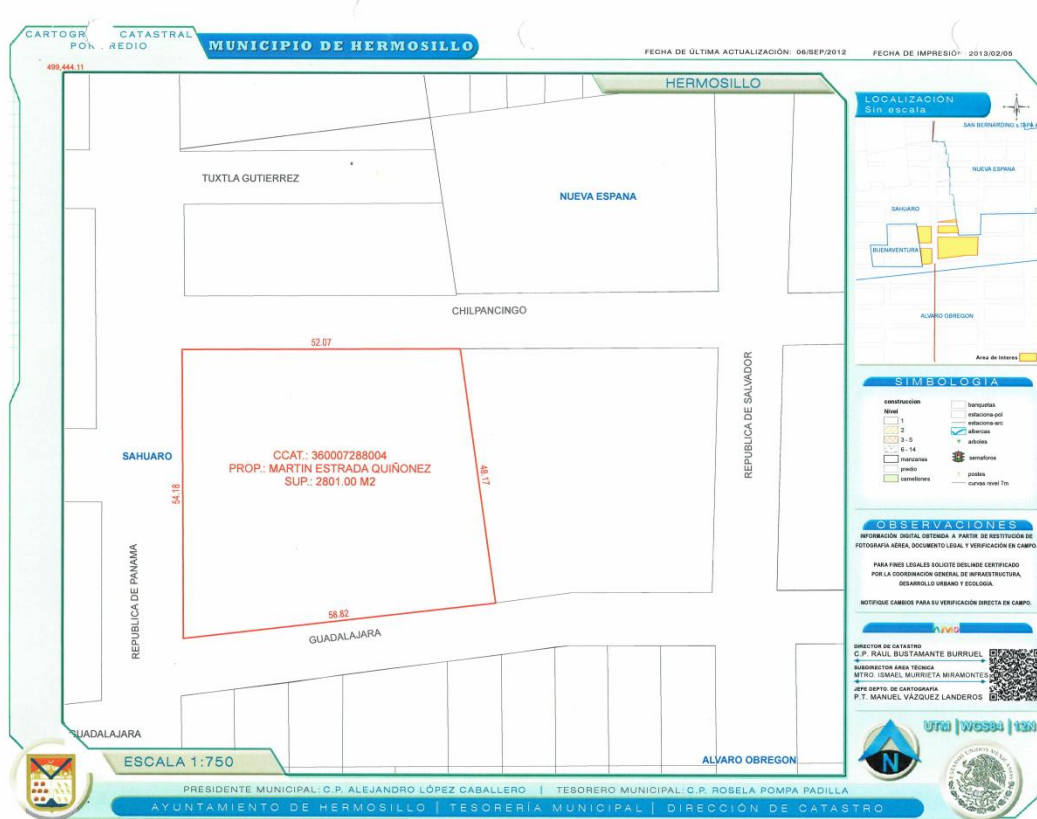 CARTOGR CATASTRAL
POR PREDIO
MUNICIPIO DE HERMOSILLO
FECHA DE ÚLTIMA ACTUALIZACIÓN: 06/SEP/2012
FECHA DE IMPRESIÓN 2013/02/05
499,444.11
HERMOSILLO
TUXTLA GUTIERREZ
NUEVA ESPANA
CHILPANCINGO
52.07
SAHUARO
CCAT.: 360007288004
PROP.: MARTIN ESTRADA QUIÑONEZ
SUP.: 2801.00 M2
54.18
48.17
58.82
REPUBLICA DE SALVADOR
REPUBLICA DE PANAMA
GUADALAJARA
GUADALAJARA
ALVARO OBREGON
ESCALA 1:750
LOCALIZACIÓN
Sin escala
SAN BERNARDINO
NUEVA ESPANA
SAHUARO
BUENAVENTURA
ALVARO OBREGON
Area de Interes
SIMBOLOGIA
construccion
Nivel
1
2
3 - 5
6 - 14
manzanas
predio
camellones
banquetas
estaciona-pol
estaciona-arc
albercas
arboles
semaforos
postes
curvas nivel 7m
OBSERVACIONES
INFORMACIÓN DIGITAL OBTENIDA A PARTIR DE RESTITUCIÓN DE
FOTOGRAFÍA AÉREA, DOCUMENTO LEGAL Y VERIFICACIÓN EN CAMPO.
PARA FINES LEGALES SOLICITE DESLINDE CERTIFICADO
POR LA COORDINACIÓN GENERAL DE INFRAESTRUCTURA,
DESARROLLO URBANO Y ECOLOGÍA.
NOTIFIQUE CAMBIOS PARA SU VERIFICACIÓN DIRECTA EN CAMPO.
DIRECTOR DE CATASTRO
C.P. RAUL BUSTAMANTE BURRUEL
SUBDIRECTOR ÁREA TÉCNICA
MTRO. ISMAEL MURRIETA MIRAMONTES
JEFE DEPTO. DE CARTOGRAFÍA
P.T. MANUEL VÁZQUEZ LANDEROS
UTM | WGS84 | 12N
N
PRESIDENTE MUNICIPAL: C.P. ALEJANDRO LÓPEZ CABALLERO | TESORERO MUNICIPAL: C.P. ROSELA POMPA PADILLA
AYUNTAMIENTO DE HERMOSILLO | TESORERÍA MUNICIPAL | DIRECCIÓN DE CATASTRO